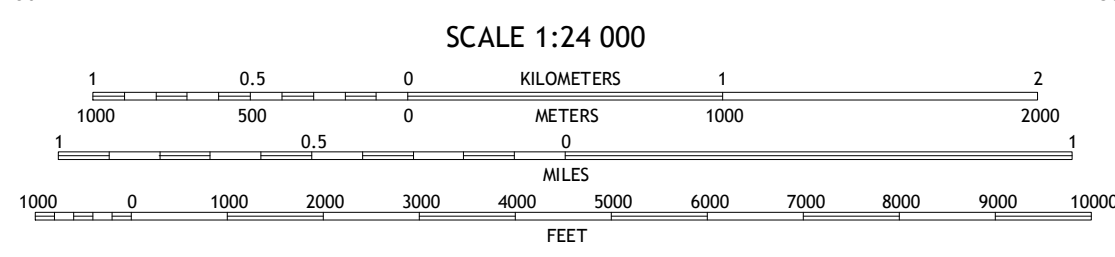 SCALE 1:24 000
1 0.5 0 KILOMETERS 1 2
1000 500 0 METERS 1000 2000
1 0.5 0 1
MILES
1000 0 1000 2000 3000 4000 5000 6000 7000 8000 9000 10000
FEET